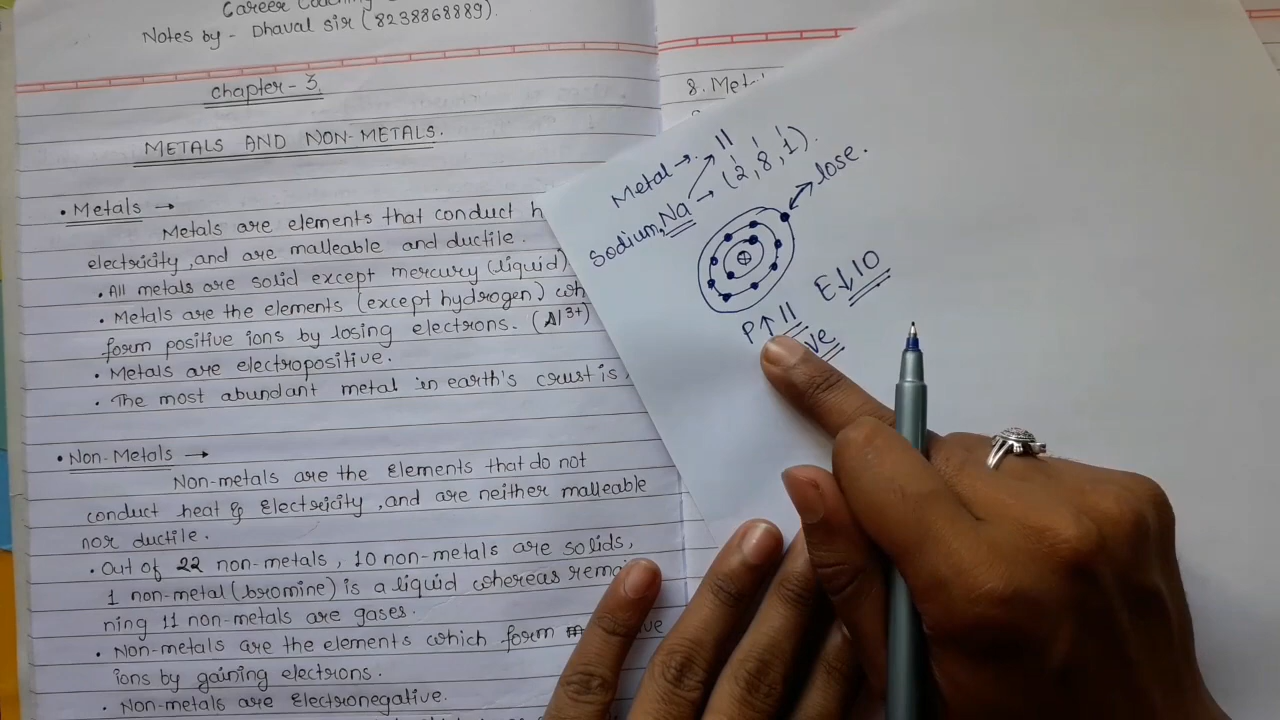 Career Coaching
Notes by - Dhaval sir (8238868889).
chapter - 3.
METALS AND NON-METALS.
• Metals →
Metals are elements that conduct h
electricity, and are malleable and ductile.
• All metals are solid except mercury (liquid)
• Metals are the elements (except hydrogen) wh
form positive ions by losing electrons. (Al3+)
• Metals are electropositive.
• The most abundant metal in earth's crust is
• Non-Metals →
Non-metals are the Elements that do not
conduct heat & Electricity, and are neither malleable
nor ductile.
• Out of 22 non-metals, 10 non-metals are solids,
1 non-metal (bromine) is a liquid whereas remai
ning 11 non-metals are gases.
• Non-metals are the elements which form ive
ions by gaining electrons.
• Non-metals are Electronegative.
8. Met
Metal → 11
Sodium, Na → (2, 8, 1).
lose.
P↑ 11 E↓ 10
ve